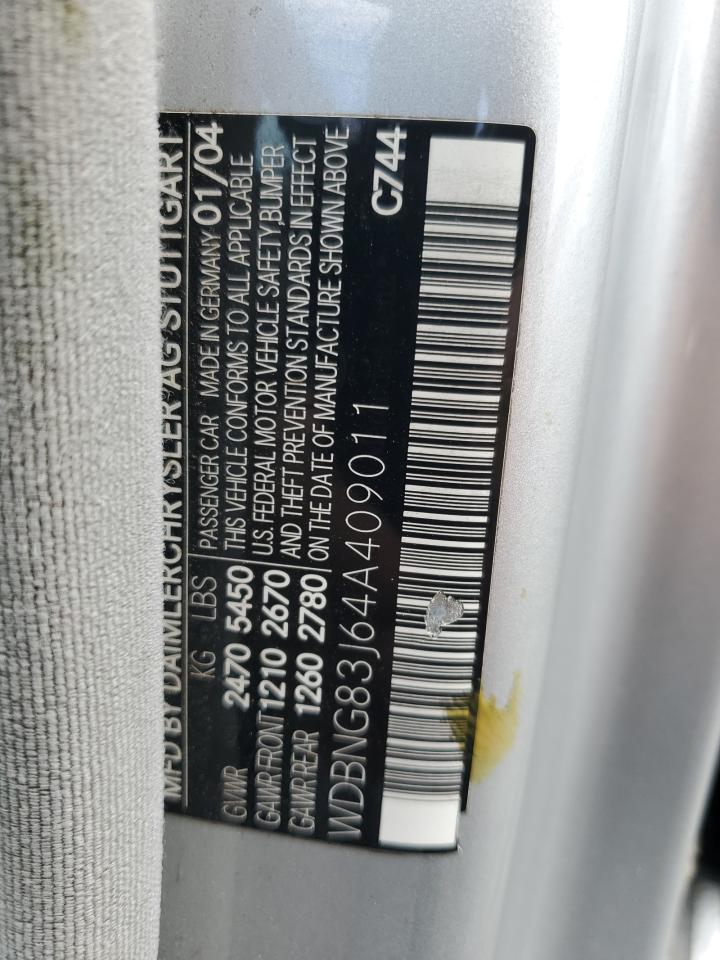 MFD BY DAIMLERCHRYSLER AG STUTTGART
KG LBS
GVWR 2470 5450
GAWR FRONT 1210 2670
GAWR REAR 1260 2780
PASSENGER CAR MADE IN GERMANY 01/04
THIS VEHICLE CONFORMS TO ALL APPLICABLE
U.S. FEDERAL MOTOR VEHICLE SAFETY, BUMPER
AND THEFT PREVENTION STANDARDS IN EFFECT
ON THE DATE OF MANUFACTURE SHOWN ABOVE
WDBNG83J64A409011 C744